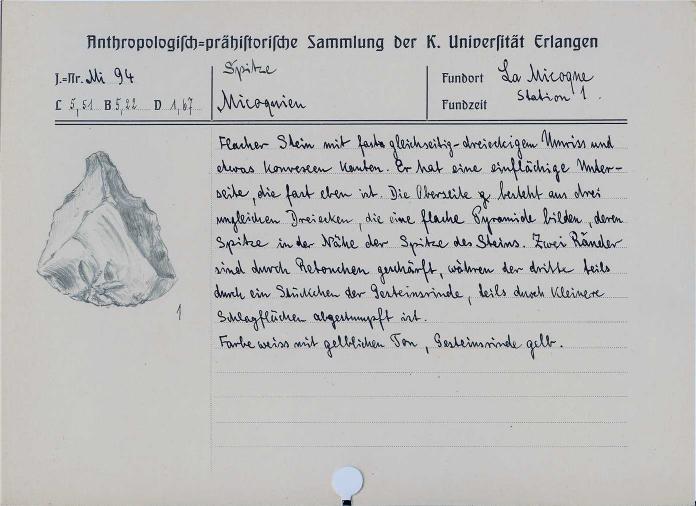 Anthropologisch=prähistorische Sammlung der K. Universität Erlangen
J.=Nr. Mi 94
L 5,51 B 5,22 D 1,67
Spitze
Micoquien
Fundort La Micoque
Station 1.
Fundzeit
Flacher Stein mit fast gleichseitig-dreieckigem Umriss und
etwas konvexen Kanten. Er hat eine einflächige Unter-
seite, die fast eben ist. Die Oberseite besteht aus drei
ungleichen Dreiecken, die eine flache Pyramide bilden, deren
Spitze in der Nähe der Spitze des Steins. Zwei Ränder
sind durch Retouchen geschärft, währen der dritte teils
durch ein Stückchen der Gesteinsrinde, teils durch kleinere
Schlagflächen abgestumpft ist.
Farbe weiss mit gelblichen Ton, Gesteinsrinde gelb.
1